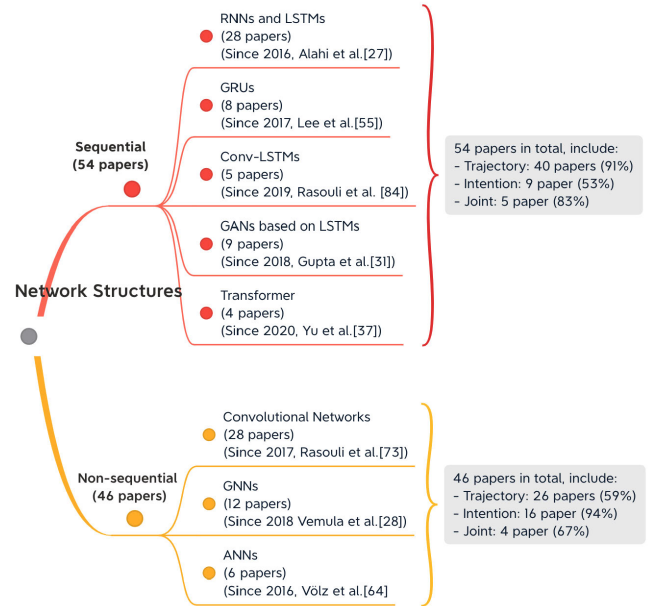 Network Structures
Sequential
(54 papers)
RNNs and LSTMs
(28 papers)
(Since 2016, Alahi et al.[27])
GRUs
(8 papers)
(Since 2017, Lee et al.[55])
Conv-LSTMs
(5 papers)
(Since 2019, Rasouli et al. [84])
GANs based on LSTMs
(9 papers)
(Since 2018, Gupta et al.[31])
Transformer
(4 papers)
(Since 2020, Yu et al.[37])
54 papers in total, include:
- Trajectory: 40 papers (91%)
- Intention: 9 paper (53%)
- Joint: 5 paper (83%)
Non-sequential
(46 papers)
Convolutional Networks
(28 papers)
(Since 2017, Rasouli et al.[73])
GNNs
(12 papers)
(Since 2018 Vemula et al.[28])
ANNs
(6 papers)
(Since 2016, Völz et al.[64]
46 papers in total, include:
- Trajectory: 26 papers (59%)
- Intention: 16 paper (94%)
- Joint: 4 paper (67%)